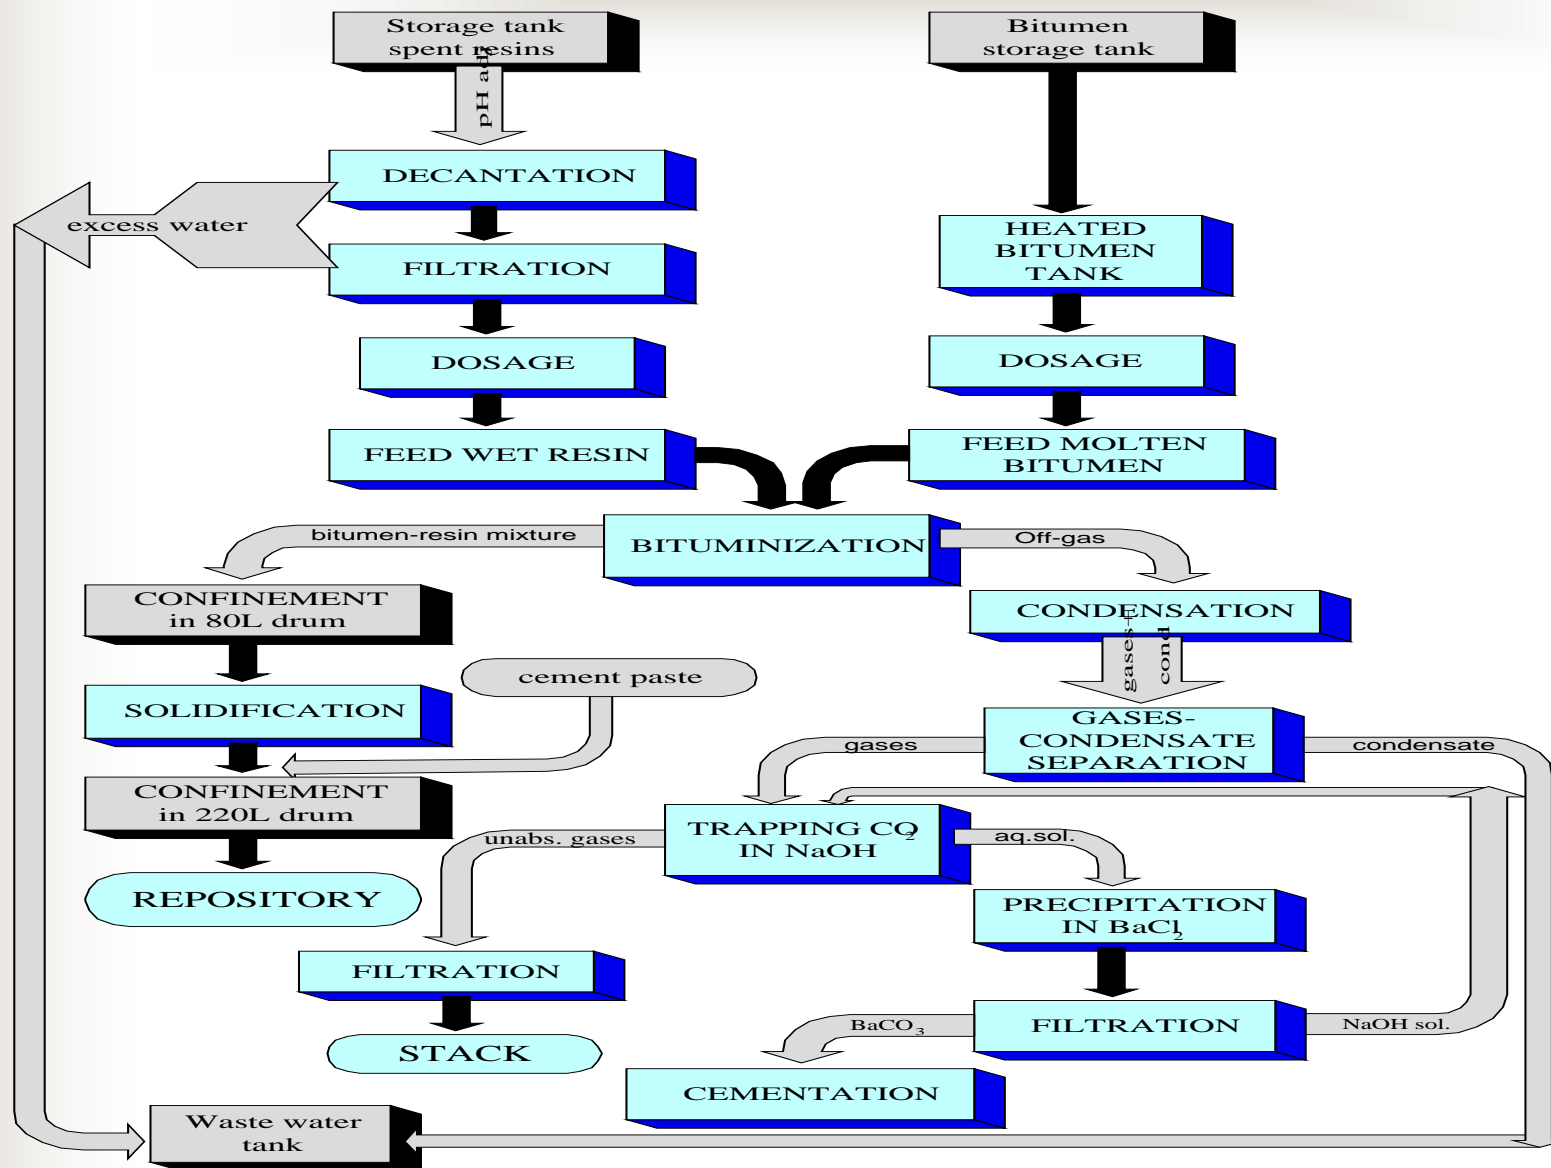 Storage tank
spent resins
Bitumen
storage tank
pH adj
DECANTATION
excess water
HEATED
BITUMEN
TANK
FILTRATION
DOSAGE
DOSAGE
FEED WET RESIN
FEED MOLTEN
BITUMEN
bitumen-resin mixture
BITUMINIZATION
Off-gas
CONFINEMENT
in 80L drum
CONDENSATION
gases+
cond
cement paste
SOLIDIFICATION
GASES-
CONDENSATE
SEPARATION
gases
condensate
CONFINEMENT
in 220L drum
TRAPPING CO2
IN NaOH
unabs. gases
aq.sol.
REPOSITORY
PRECIPITATION
IN BaCl2
FILTRATION
BaCO3
FILTRATION
NaOH sol.
STACK
CEMENTATION
Waste water
tank